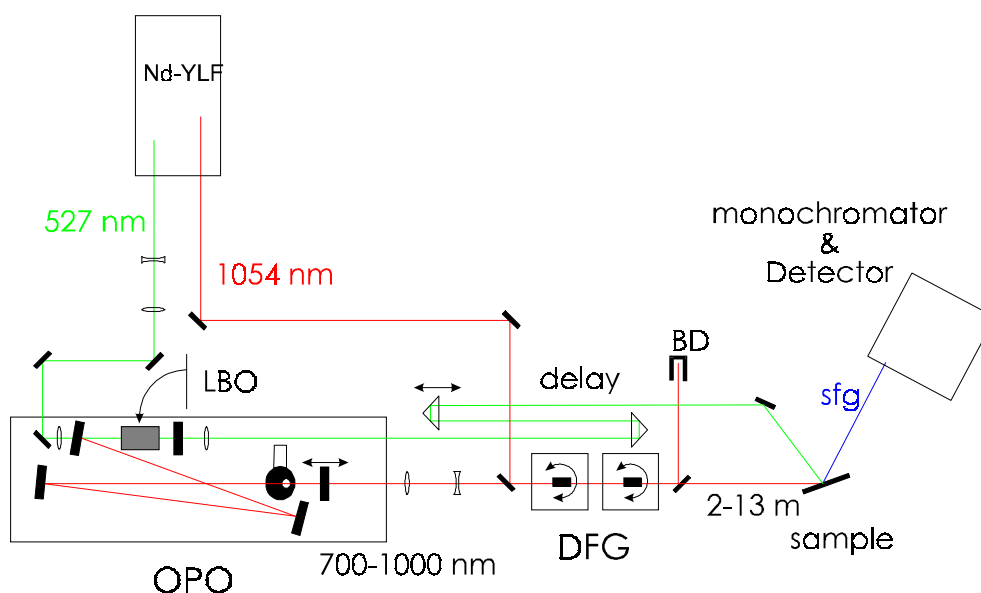 Nd-YLF
527 nm
1054 nm
monochromator
&
Detector
LBO
BD
delay
sfg
2-13 m
sample
DFG
700-1000 nm
OPO